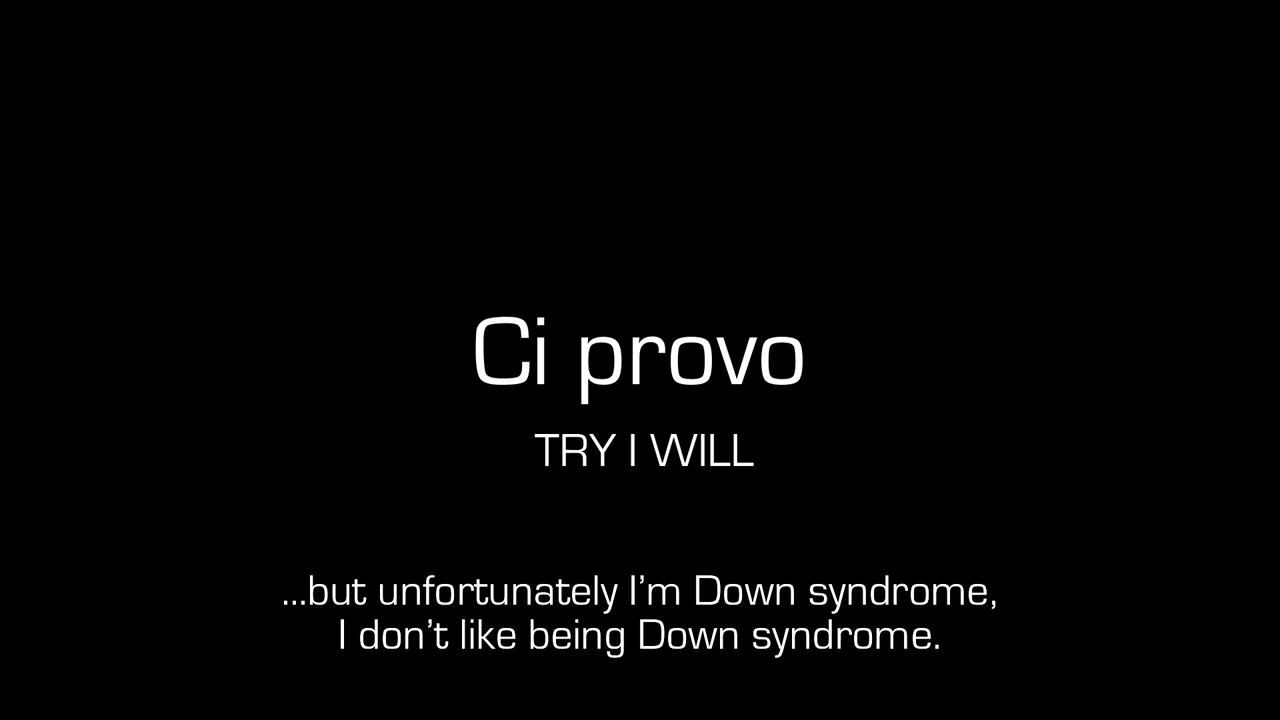 Ci provo
TRY I WILL
...but unfortunately I'm Down syndrome,
I don't like being Down syndrome.